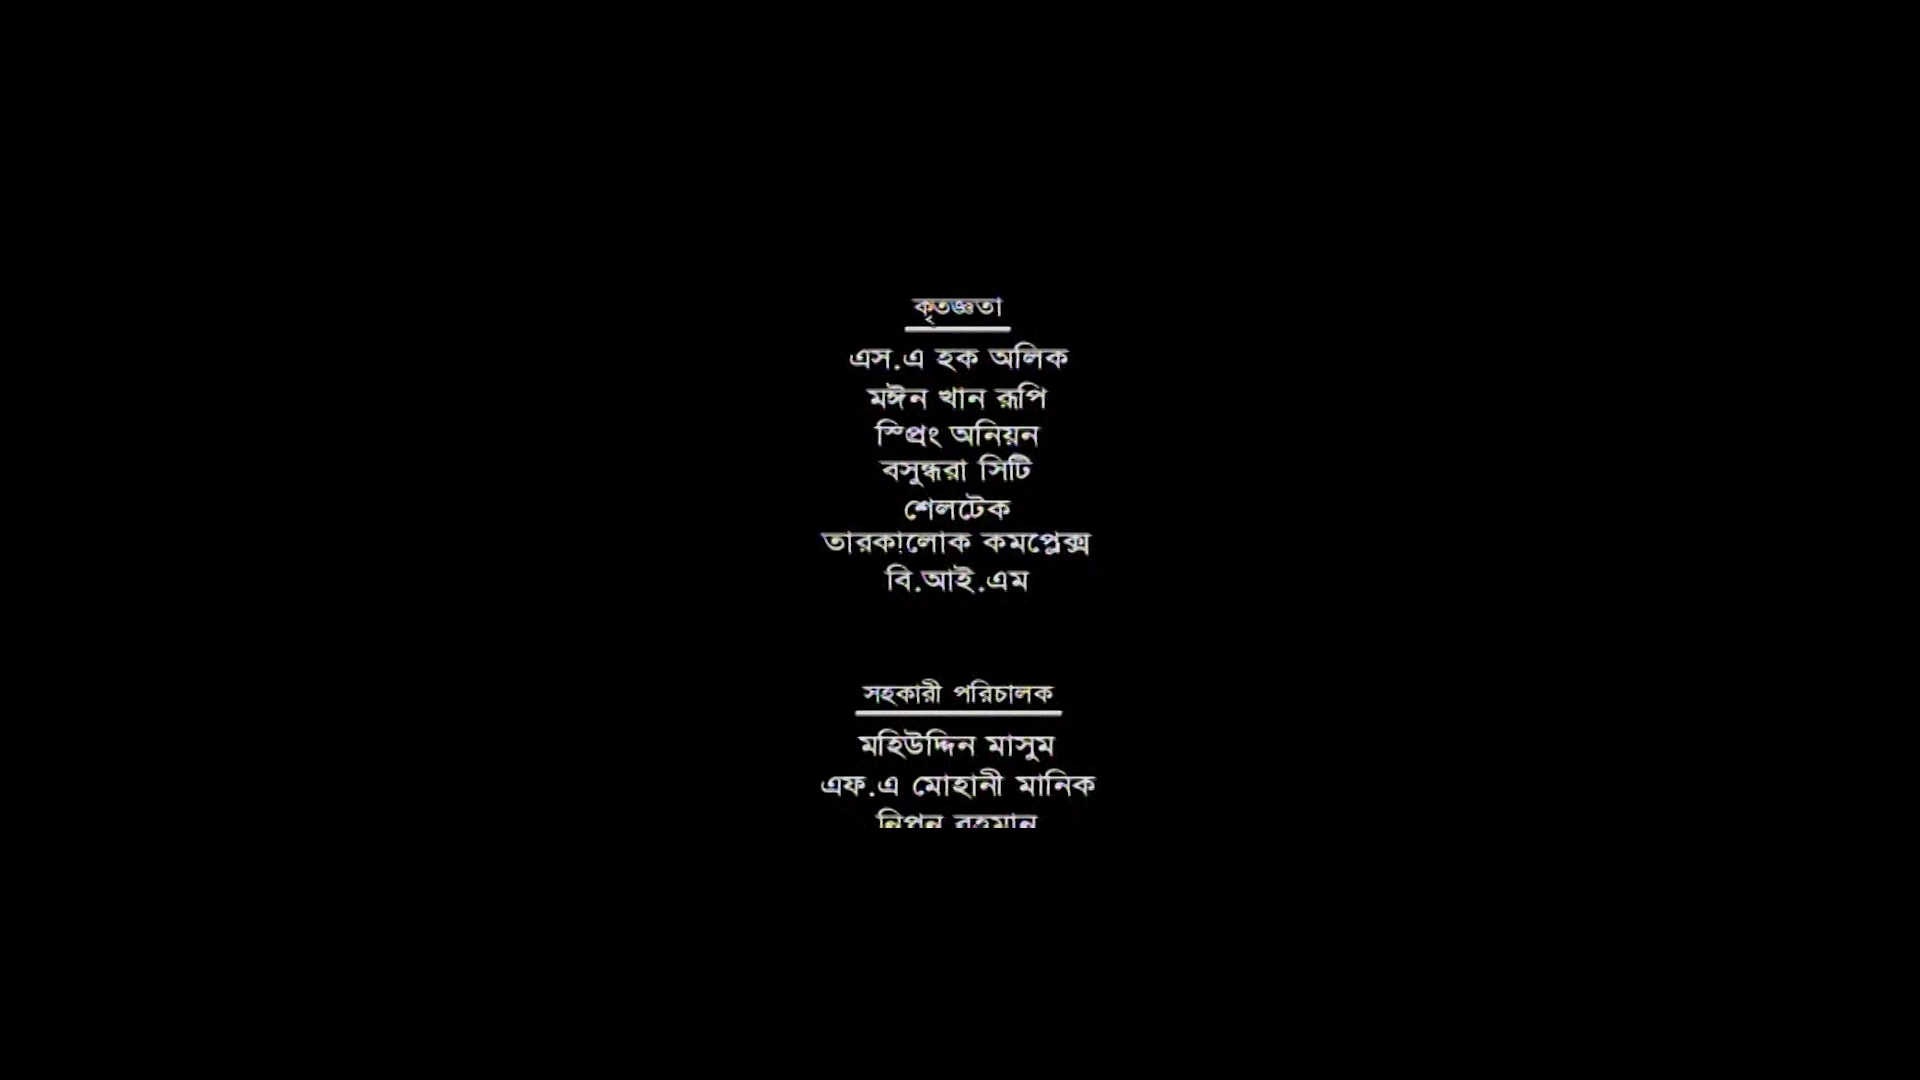 কৃতজ্ঞতা
এস.এ হক অলিক
মঈন খান রূপি
স্প্রিং অনিয়ন
বসুন্ধরা সিটি
শেলটেক
তারকালোক কমপ্লেক্স
বি.আই.এম
সহকারী পরিচালক
মহিউদ্দিন মাসুম
এফ.এ মোহানী মানিক